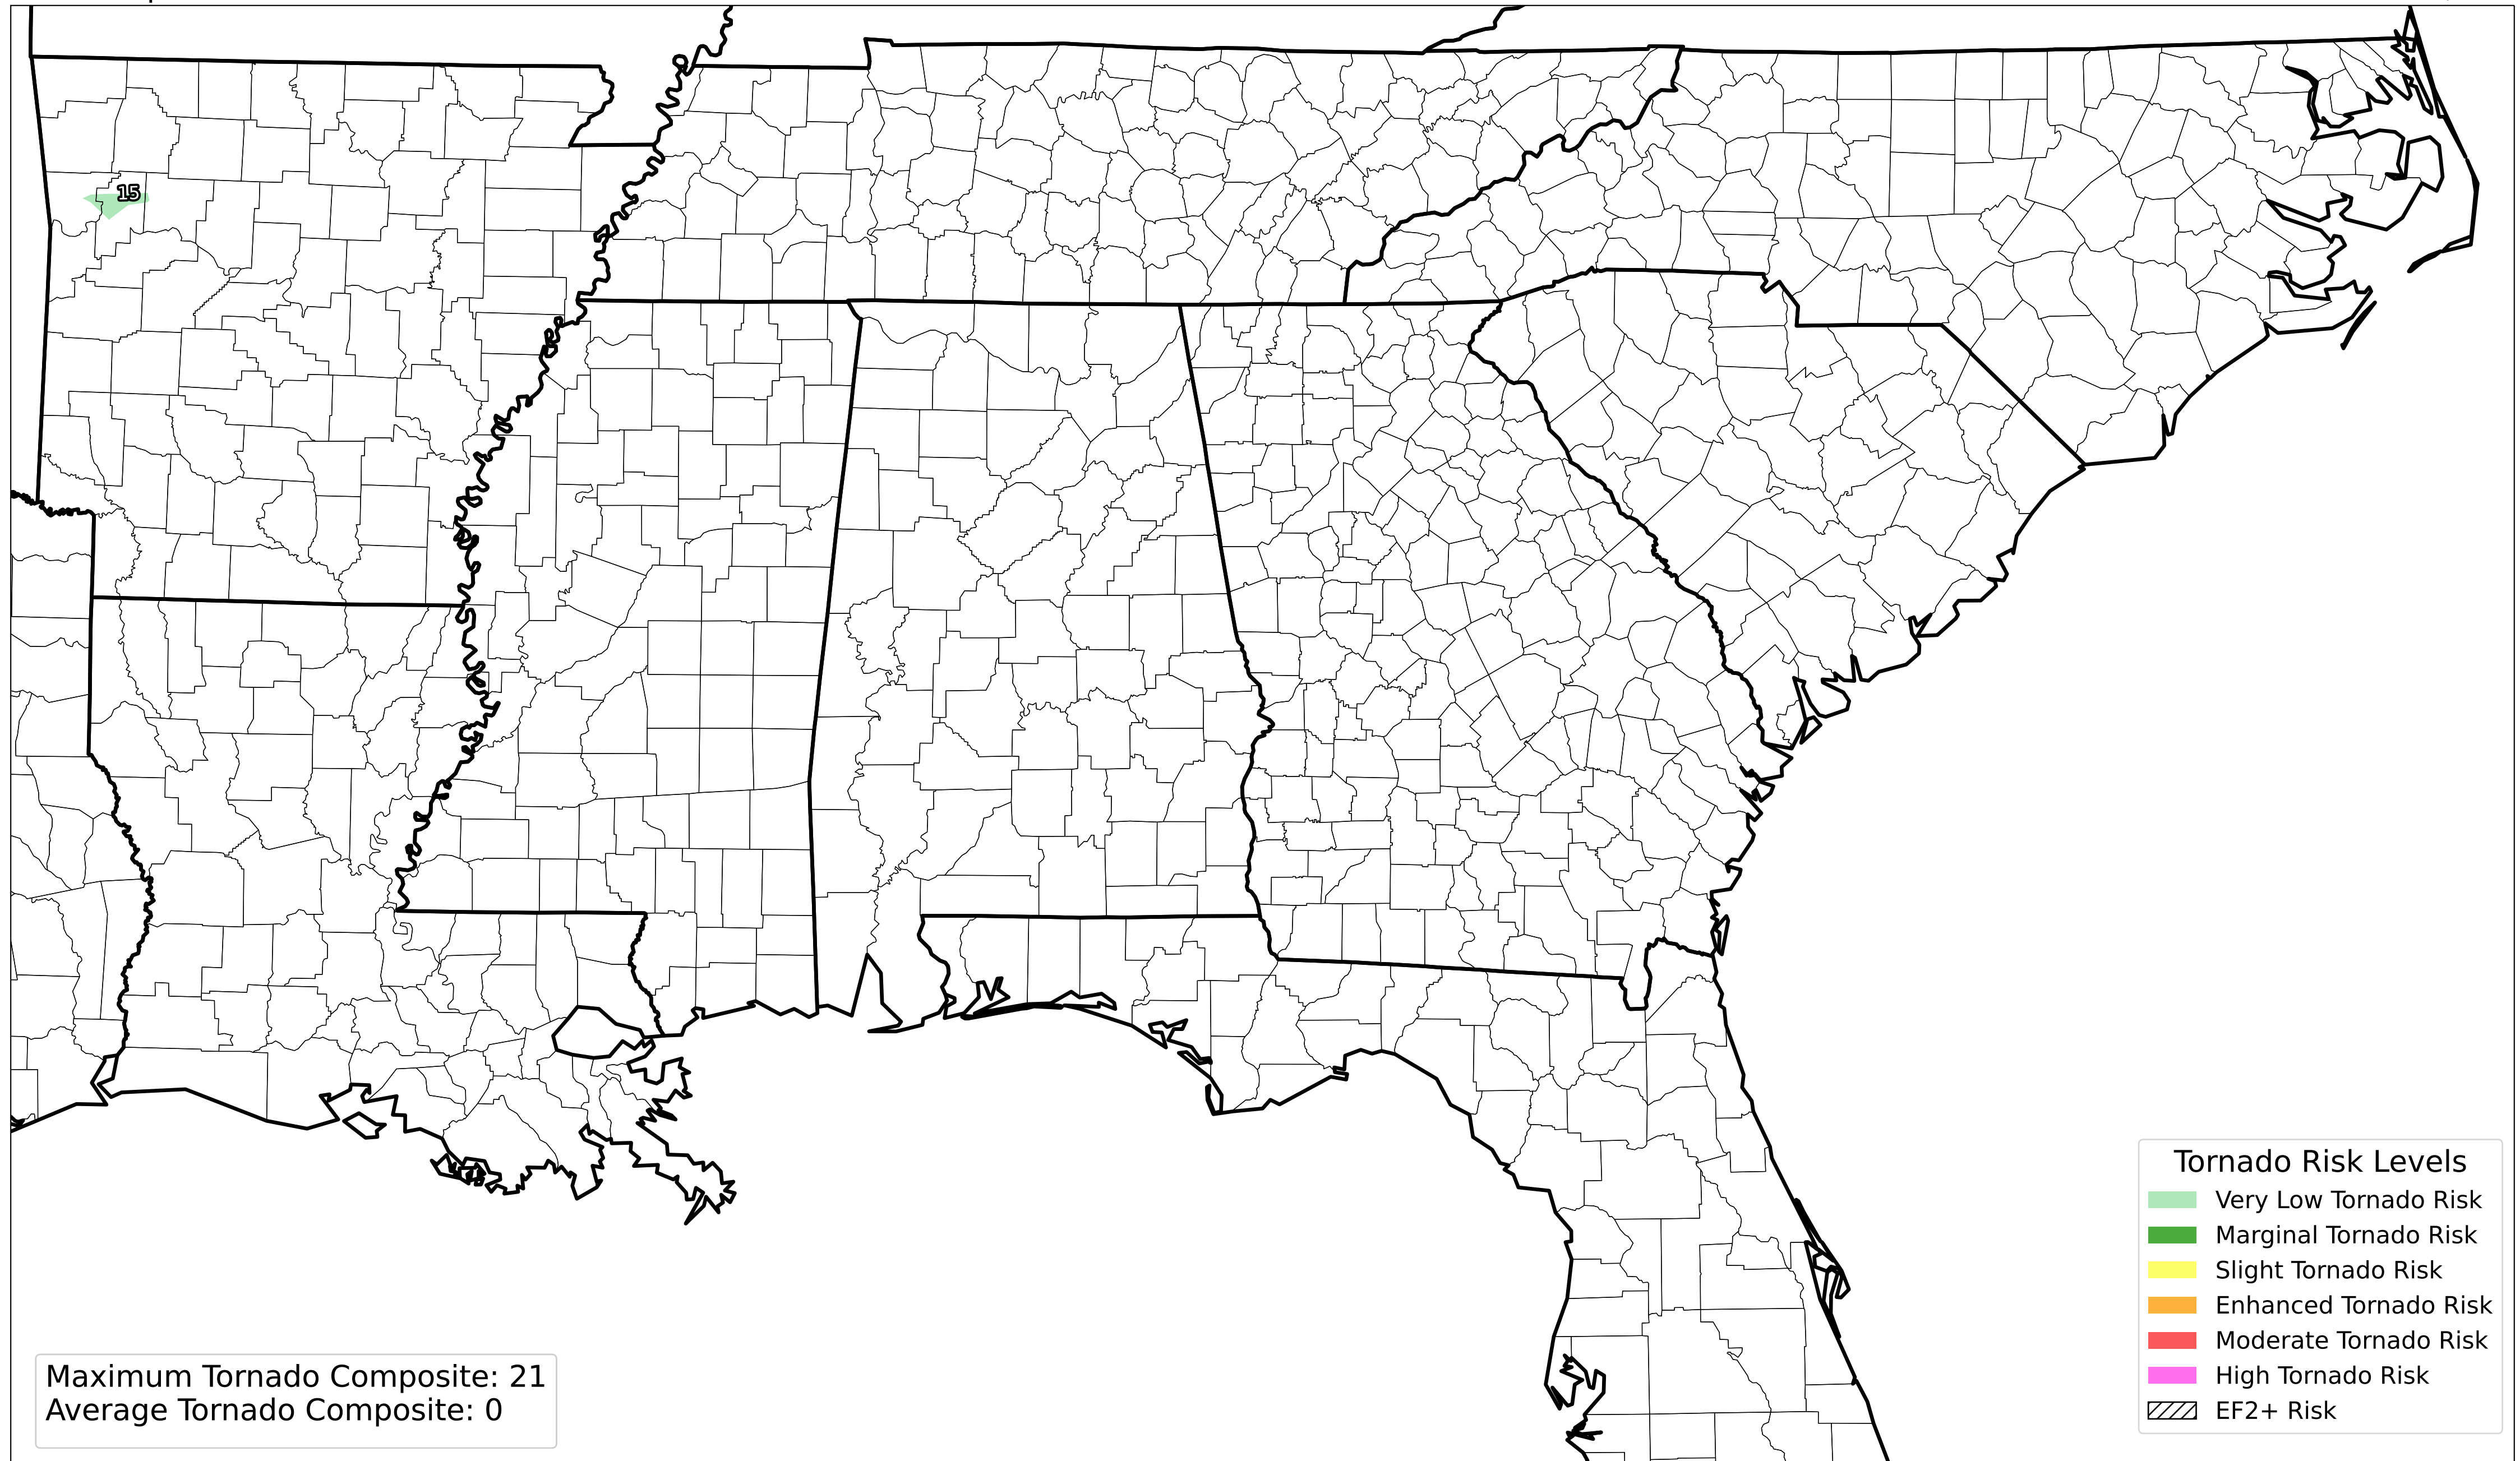 15
Tornado Risk Levels
Very Low Tornado Risk
Marginal Tornado Risk
Slight Tornado Risk
Enhanced Tornado Risk
Moderate Tornado Risk
High Tornado Risk
EF2+ Risk
Maximum Tornado Composite: 21
Average Tornado Composite: 0